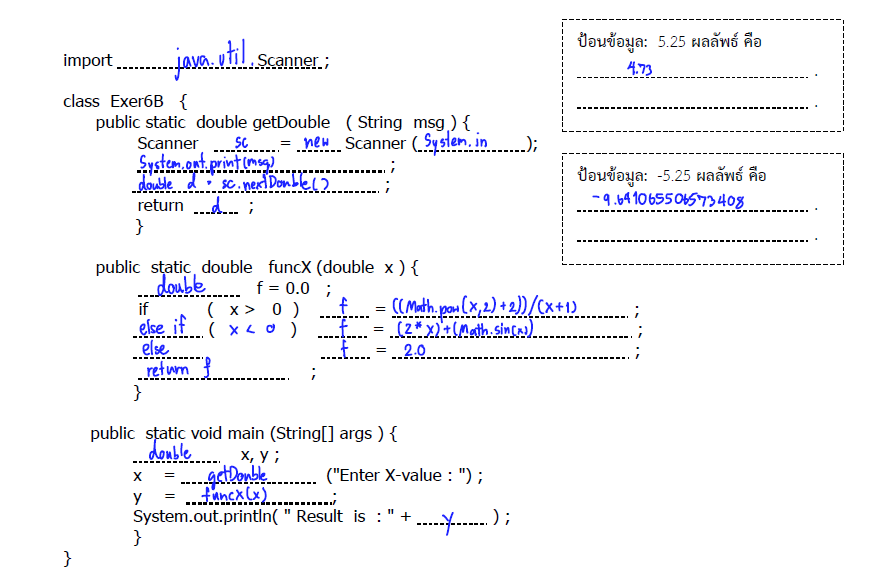 import java.util.Scanner ;
class Exer6B {
public static double getDouble ( String msg ) {
Scanner sc = new Scanner ( System.in );
System.out.print(msg) ;
double d = sc.nextDouble() ;
return d ;
}
public static double funcX (double x ) {
double f = 0.0 ;
if ( x > 0 ) f = ((Math.pow(x,2)+2))/(x+1) ;
else if ( x < 0 ) f = (2*x)+(Math.sin(x)) ;
else f = 2.0 ;
return f ;
}
public static void main (String[] args ) {
double x, y ;
x = getDouble ("Enter X-value : ") ;
y = funcX(x) ;
System.out.println( " Result is : " + y ) ;
}
}
ป้อนข้อมูล: 5.25 ผลลัพธ์ คือ
4.73 .
.
ป้อนข้อมูล: -5.25 ผลลัพธ์ คือ
-9.641065506573408 .
.